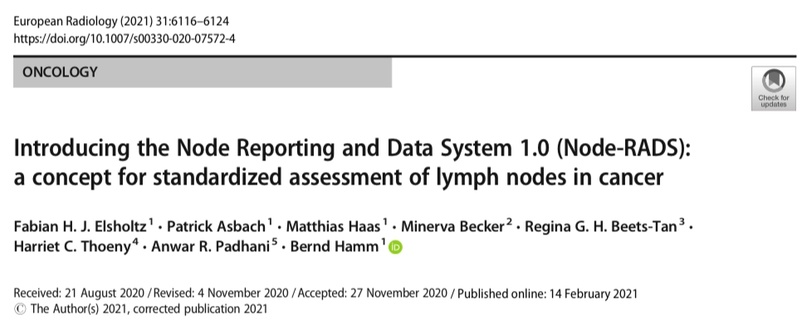 European Radiology (2021) 31:6116–6124
https://doi.org/10.1007/s00330-020-07572-4
ONCOLOGY
Check for
updates
Introducing the Node Reporting and Data System 1.0 (Node-RADS):
a concept for standardized assessment of lymph nodes in cancer
Fabian H. J. Elsholtz 1 · Patrick Asbach 1 · Matthias Haas 1 · Minerva Becker 2 · Regina G. H. Beets-Tan 3 ·
Harriet C. Thoeny 4 · Anwar R. Padhani 5 · Bernd Hamm 1 iD
Received: 21 August 2020 / Revised: 4 November 2020 / Accepted: 27 November 2020 / Published online: 14 February 2021
© The Author(s) 2021, corrected publication 2021